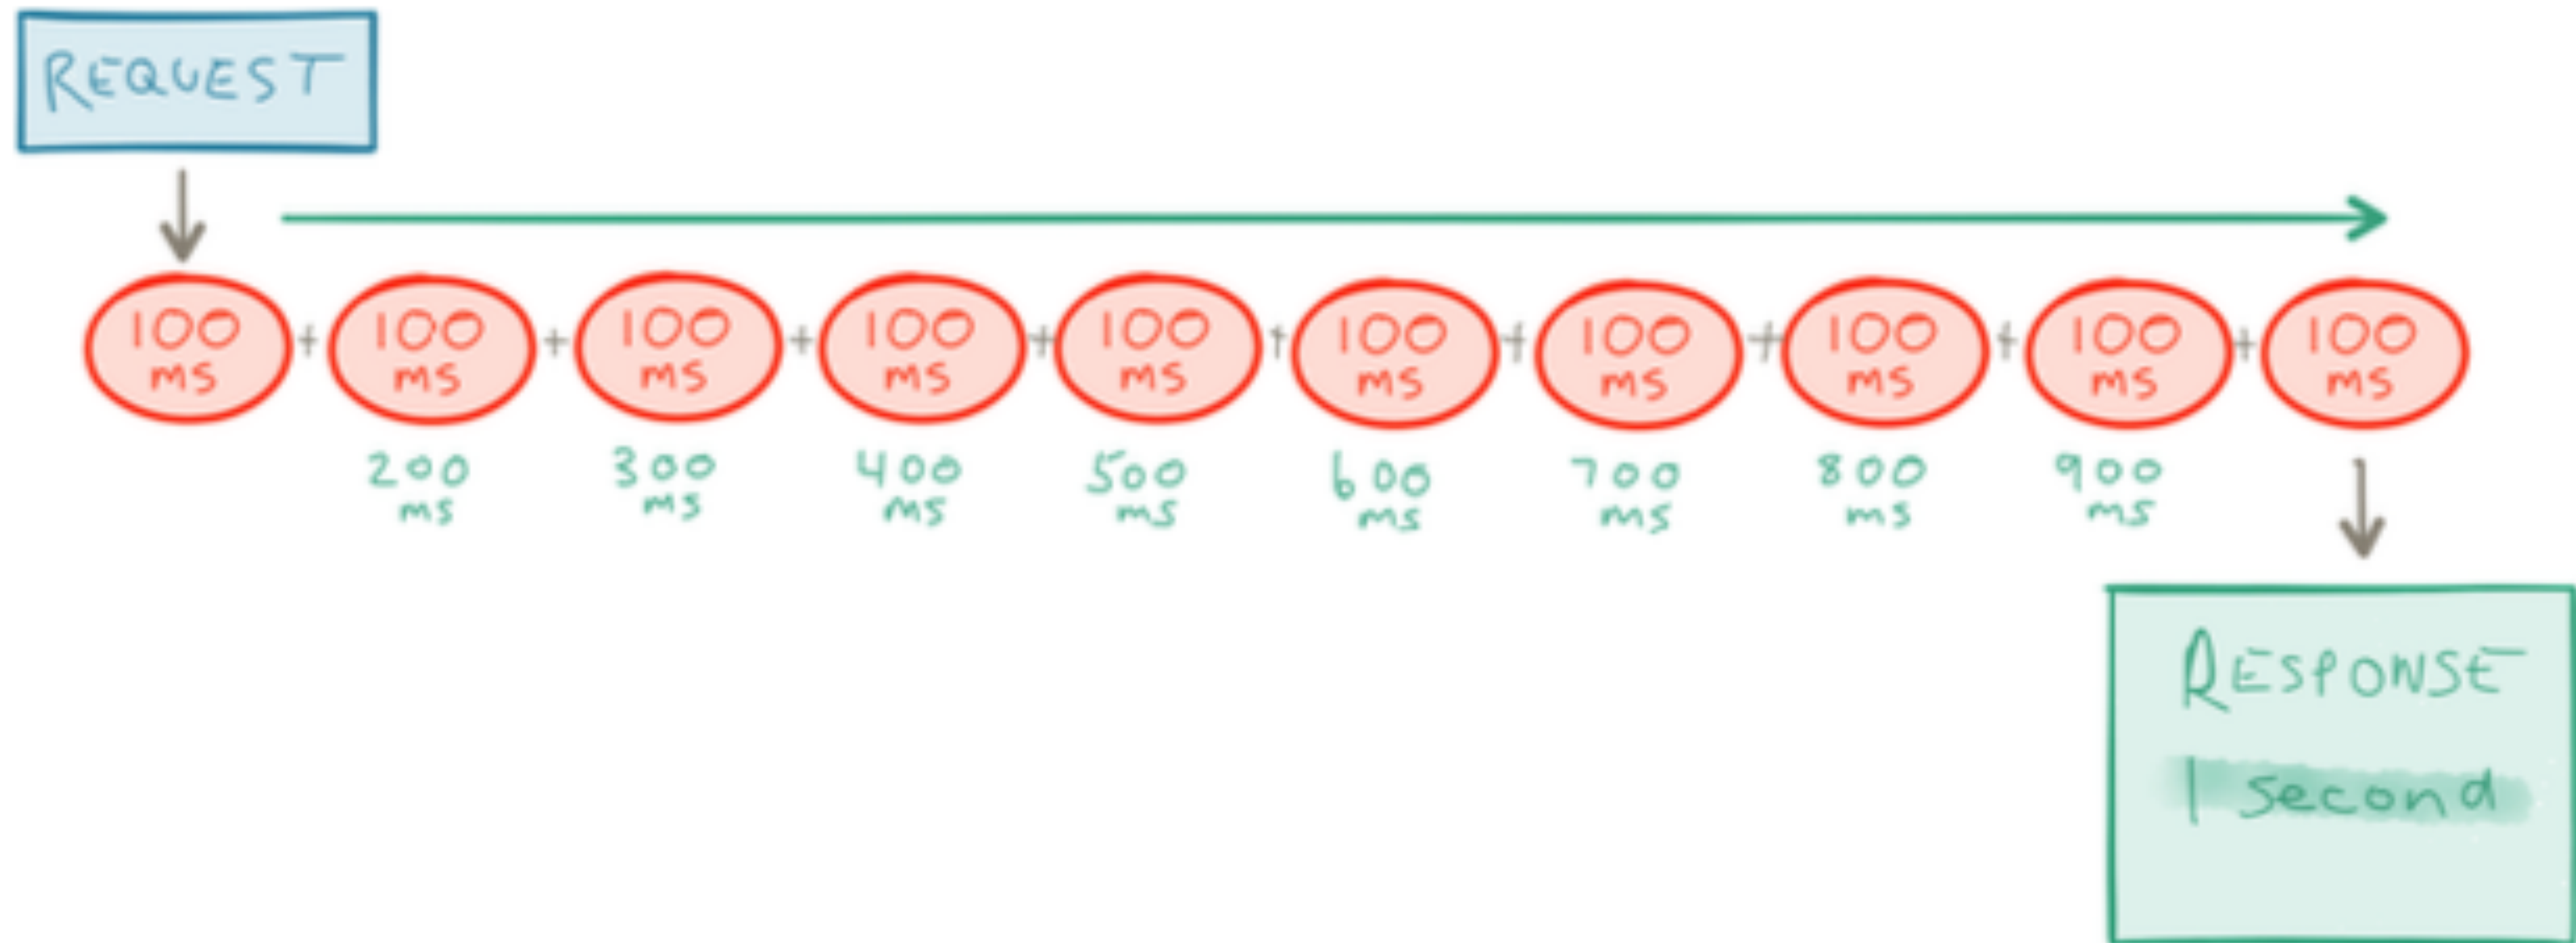 REQUEST
100 + 100 + 100 + 100 + 100 + 100 + 100 + 100 + 100 + 100
ms ms ms ms ms ms ms ms ms ms
200 300 400 500 600 700 800 900
ms ms ms ms ms ms ms ms
RESPONSE
1 second